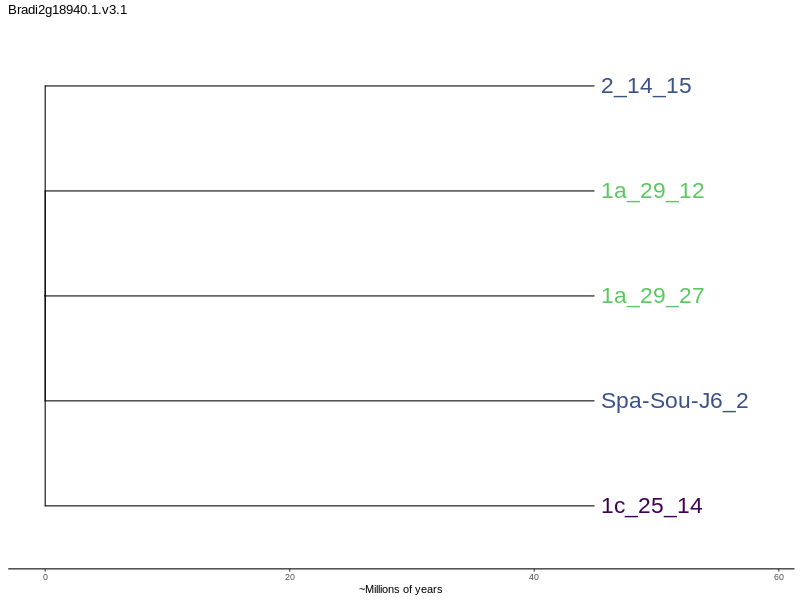 Bradi2g18940.1.v3.1
2_14_15
1a_29_12
1a_29_27
Spa-Sou-J6_2
1c_25_14
0 20 40 60
~Millions of years